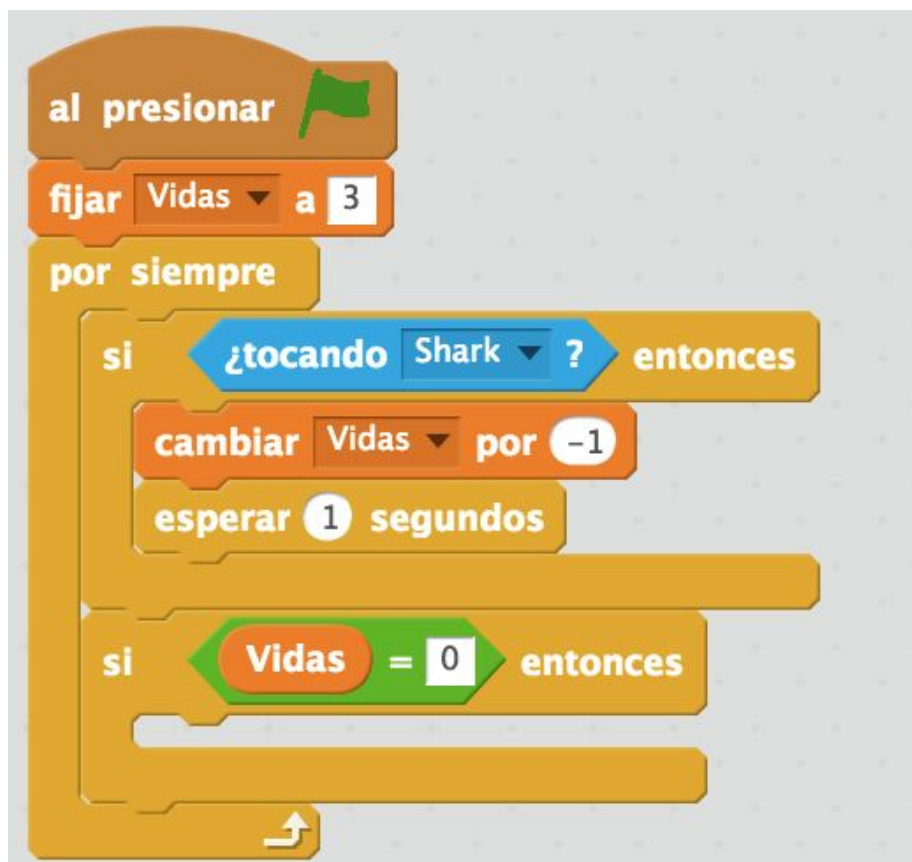 al presionar
fijar Vidas a 3
por siempre
si ¿tocando Shark ? entonces
cambiar Vidas por -1
esperar 1 segundos
si Vidas = 0 entonces